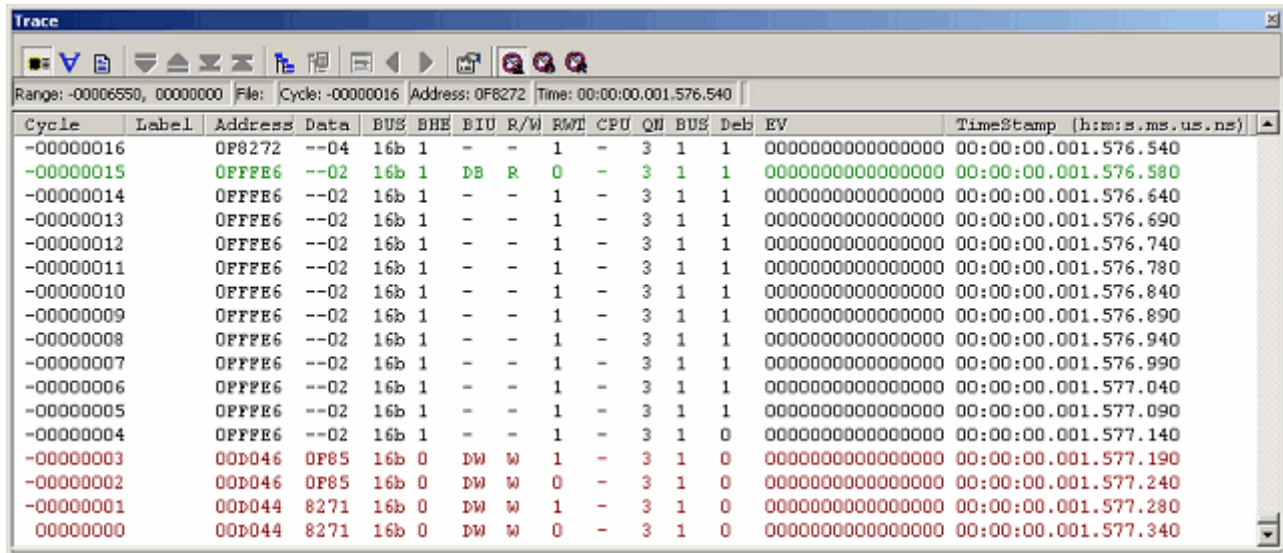 Trace
Range: -00006550, 00000000 File: Cycle: -00000016 Address: 0F8272 Time: 00:00:00.001.576.540
Cycle Label Address Data BUS BHE BIU R/W RWT CPU QN BUS Deb EV TimeStamp (h:m:s.ms.us.ns)
-00000016 0F8272 --04 16b 1 - - 1 - 3 1 1 0000000000000000 00:00:00.001.576.540
-00000015 0FFFE6 --02 16b 1 DB R 0 - 3 1 1 0000000000000000 00:00:00.001.576.580
-00000014 0FFFE6 --02 16b 1 - - 1 - 3 1 1 0000000000000000 00:00:00.001.576.640
-00000013 0FFFE6 --02 16b 1 - - 1 - 3 1 1 0000000000000000 00:00:00.001.576.690
-00000012 0FFFE6 --02 16b 1 - - 1 - 3 1 1 0000000000000000 00:00:00.001.576.740
-00000011 0FFFE6 --02 16b 1 - - 1 - 3 1 1 0000000000000000 00:00:00.001.576.780
-00000010 0FFFE6 --02 16b 1 - - 1 - 3 1 1 0000000000000000 00:00:00.001.576.840
-00000009 0FFFE6 --02 16b 1 - - 1 - 3 1 1 0000000000000000 00:00:00.001.576.890
-00000008 0FFFE6 --02 16b 1 - - 1 - 3 1 1 0000000000000000 00:00:00.001.576.940
-00000007 0FFFE6 --02 16b 1 - - 1 - 3 1 1 0000000000000000 00:00:00.001.576.990
-00000006 0FFFE6 --02 16b 1 - - 1 - 3 1 1 0000000000000000 00:00:00.001.577.040
-00000005 0FFFE6 --02 16b 1 - - 1 - 3 1 1 0000000000000000 00:00:00.001.577.090
-00000004 0FFFE6 --02 16b 1 - - 1 - 3 1 0 0000000000000000 00:00:00.001.577.140
-00000003 00D046 0F85 16b 0 DW W 1 - 3 1 0 0000000000000000 00:00:00.001.577.190
-00000002 00D046 0F85 16b 0 DW W 0 - 3 1 0 0000000000000000 00:00:00.001.577.240
-00000001 00D044 8271 16b 0 DW W 1 - 3 1 0 0000000000000000 00:00:00.001.577.280
00000000 00D044 8271 16b 0 DW W 0 - 3 1 0 0000000000000000 00:00:00.001.577.340